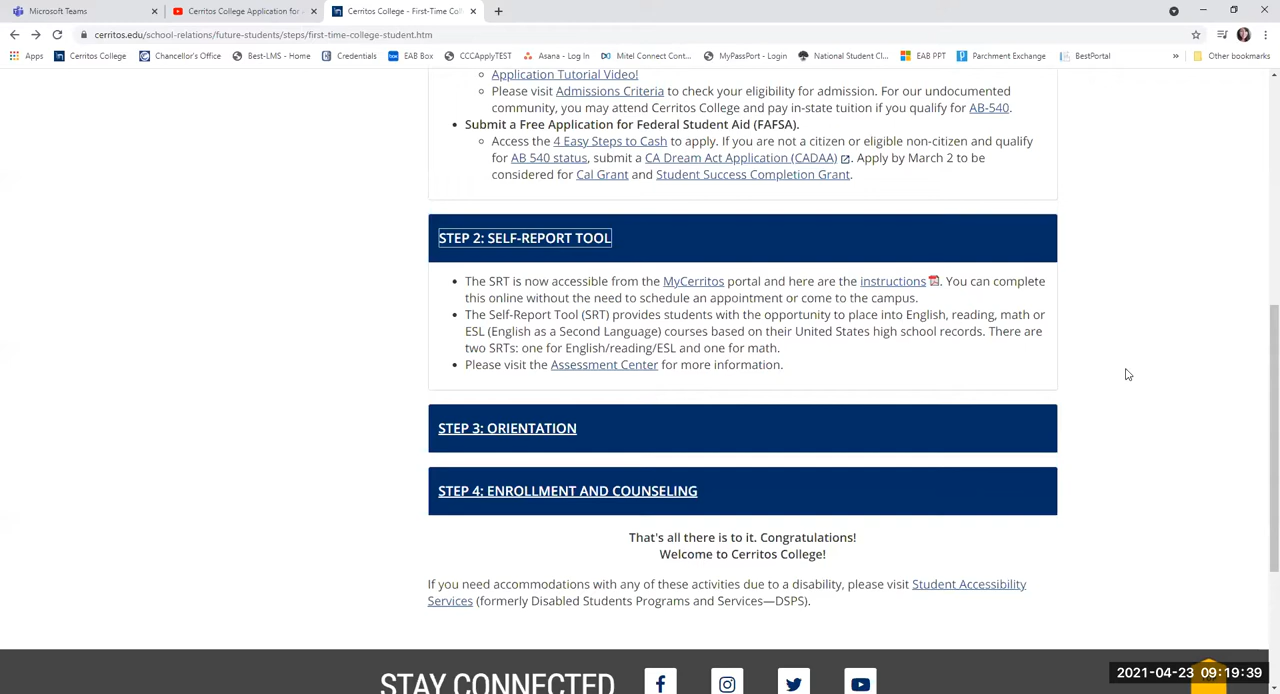 Microsoft Teams
Cerritos College Application for A
Cerritos College - First-Time Coll
cerritos.edu/school-relations/future-students/steps/first-time-college-student.htm
Apps Cerritos College Chancellor's Office Best-LMS - Home Credentials EAB Box CCCApplyTEST Asana - Log In Mitel Connect Cont... MyPassPort - Login National Student Cl... EAB PPT Parchment Exchange BestPortal » Other bookmarks
Application Tutorial Video!
Please visit Admissions Criteria to check your eligibility for admission. For our undocumented
community, you may attend Cerritos College and pay in-state tuition if you qualify for AB-540.
Submit a Free Application for Federal Student Aid (FAFSA).
Access the 4 Easy Steps to Cash to apply. If you are not a citizen or eligible non-citizen and qualify
for AB 540 status, submit a CA Dream Act Application (CADAA). Apply by March 2 to be
considered for Cal Grant and Student Success Completion Grant.
STEP 2: SELF-REPORT TOOL
The SRT is now accessible from the MyCerritos portal and here are the instructions. You can complete
this online without the need to schedule an appointment or come to the campus.
The Self-Report Tool (SRT) provides students with the opportunity to place into English, reading, math or
ESL (English as a Second Language) courses based on their United States high school records. There are
two SRTs: one for English/reading/ESL and one for math.
Please visit the Assessment Center for more information.
STEP 3: ORIENTATION
STEP 4: ENROLLMENT AND COUNSELING
That's all there is to it. Congratulations!
Welcome to Cerritos College!
If you need accommodations with any of these activities due to a disability, please visit Student Accessibility
Services (formerly Disabled Students Programs and Services—DSPS).
STAY CONNECTED
2021-04-23 09:19:39